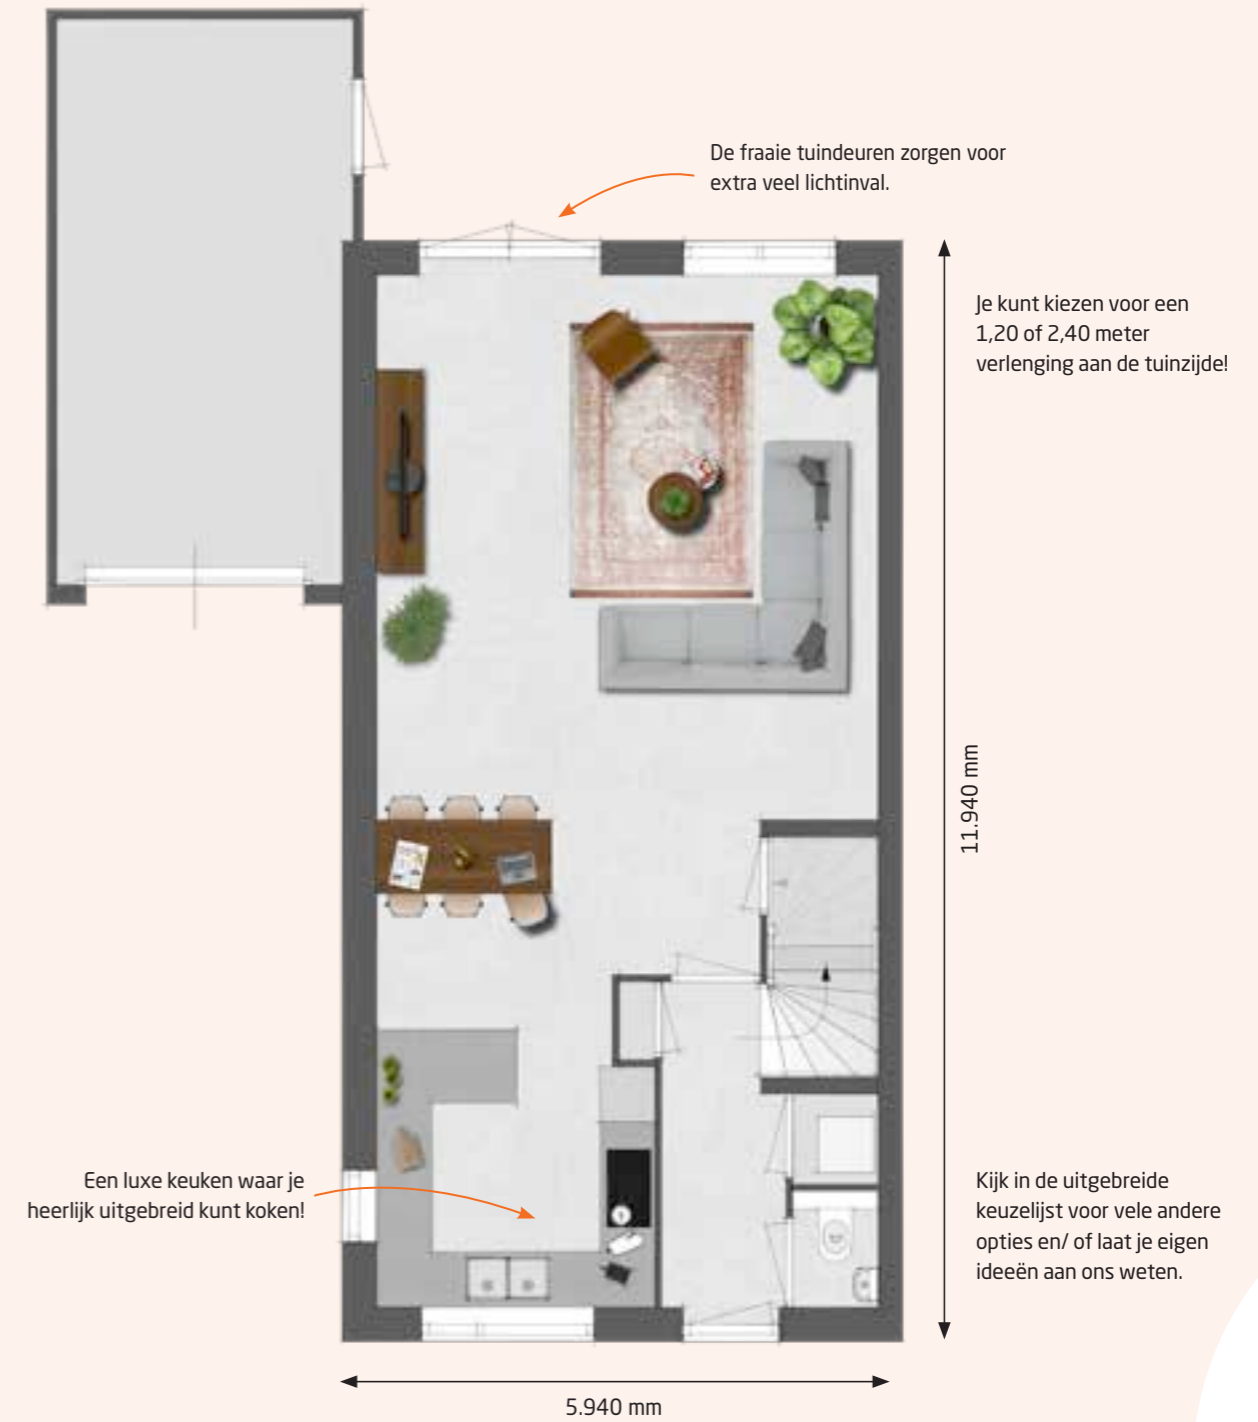 De fraaie tuindeuren zorgen voor
extra veel lichtinval.
Je kunt kiezen voor een
1,20 of 2,40 meter
verlenging aan de tuinzijde!
11.940 mm
Een luxe keuken waar je
heerlijk uitgebreid kunt koken!
Kijk in de uitgebreide
keuzelijst voor vele andere
opties en/ of laat je eigen
ideeën aan ons weten.
5.940 mm